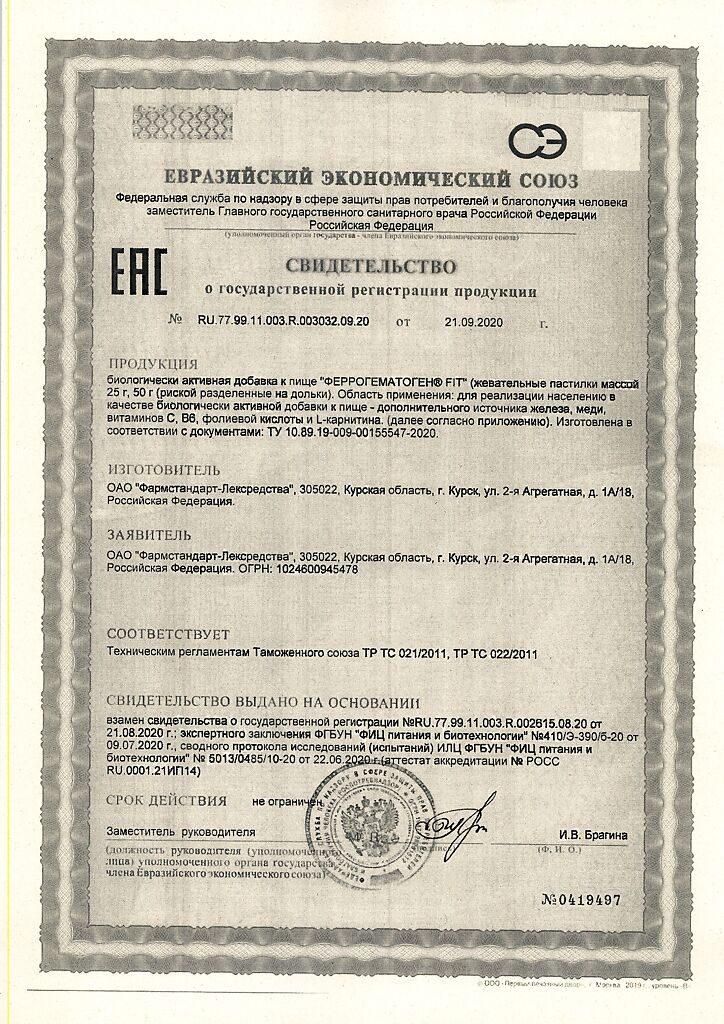 СЭ
ЕВРАЗИЙСКИЙ ЭКОНОМИЧЕСКИЙ СОЮЗ
Федеральная служба по надзору в сфере защиты прав потребителей и благополучия человека
заместитель Главного государственного санитарного врача Российской Федерации
Российская Федерация
(уполномоченный орган государства - члена Евразийского экономического союза)
ЕАС
СВИДЕТЕЛЬСТВО
о государственной регистрации продукции
№ RU.77.99.11.003.R.003032.09.20 от 21.09.2020 г.
ПРОДУКЦИЯ
биологически активная добавка к пище "ФЕРРОГЕМАТОГЕН® FIT" (жевательные пастилки массой
25 г, 50 г (риской разделенные на дольки). Область применения: для реализации населению в
качестве биологически активной добавки к пище - дополнительного источника железа, меди,
витаминов С, В6, фолиевой кислоты и L-карнитина. (далее согласно приложению). Изготовлена в
соответствии с документами: ТУ 10.89.19-009-00155547-2020.
ИЗГОТОВИТЕЛЬ
ОАО "Фармстандарт-Лексредства", 305022, Курская область, г. Курск, ул. 2-я Агрегатная, д. 1А/18,
Российская Федерация.
ЗАЯВИТЕЛЬ
ОАО "Фармстандарт-Лексредства", 305022, Курская область, г. Курск, ул. 2-я Агрегатная, д. 1А/18,
Российская Федерация. ОГРН: 1024600945478
СООТВЕТСТВУЕТ
Техническим регламентам Таможенного союза ТР ТС 021/2011, ТР ТС 022/2011
СВИДЕТЕЛЬСТВО ВЫДАНО НА ОСНОВАНИИ
взамен свидетельства о государственной регистрации №RU.77.99.11.003.R.002615.08.20 от
21.08.2020 г.; экспертного заключения ФГБУН "ФИЦ питания и биотехнологии" №410/Э-390/б-20 от
09.07.2020 г., сводного протокола исследований (испытаний) ИЛЦ ФГБУН "ФИЦ питания и
биотехнологии" № 5013/0485/10-20 от 22.06.2020 г.(аттестат аккредитации № РОСС
RU.0001.21ИП14)
СРОК ДЕЙСТВИЯ не ограничен
Заместитель руководителя И.В. Брагина
(должность руководителя (уполномоченного (Ф. И. О.)
лица) уполномоченного органа государства
члена Евразийского экономического союза)
№0419497
© ООО «Первый печатный двор», г. Москва, 2019 г., уровень «В»